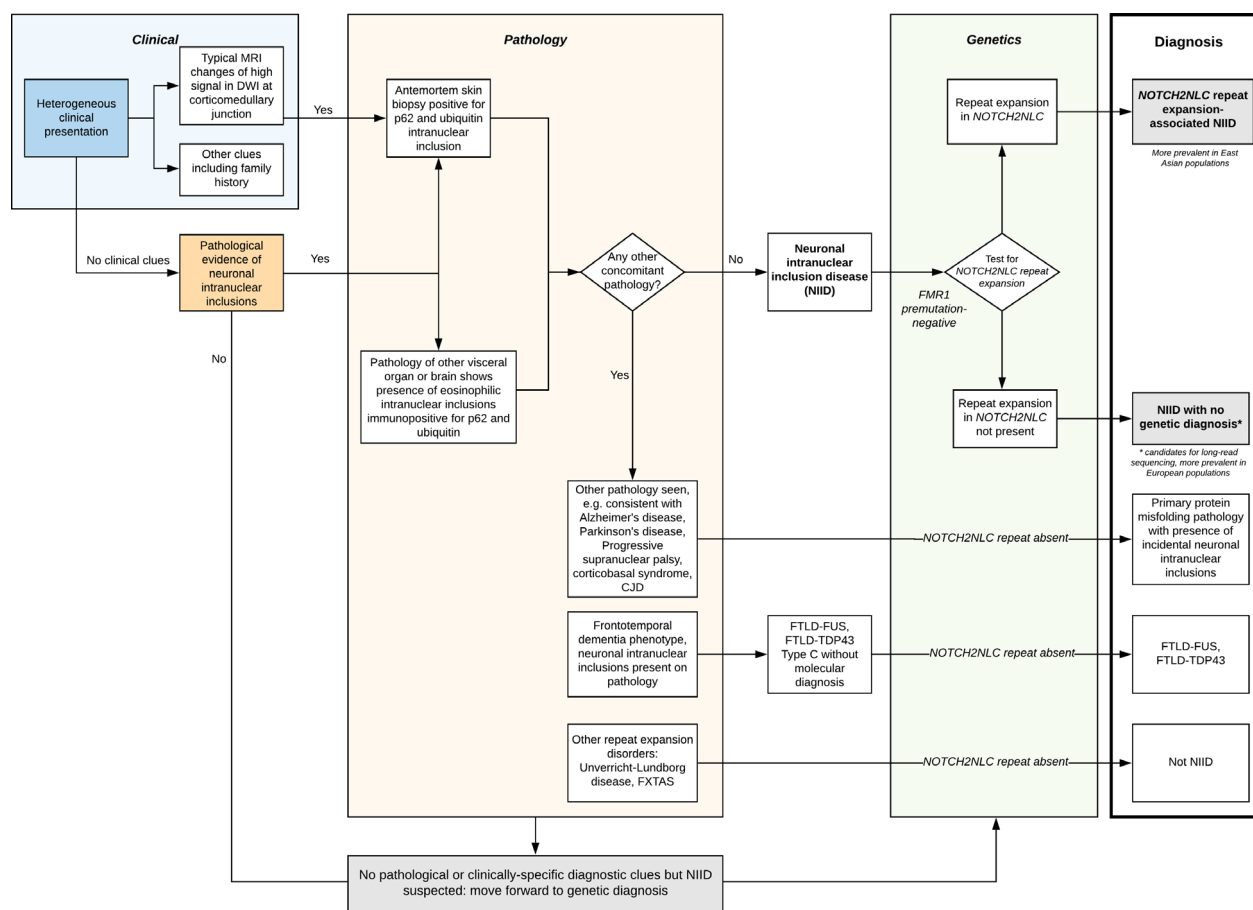 Clinical
Heterogeneous
clinical
presentation
Typical MRI
changes of high
signal in DWI at
corticomedullary
junction
Other clues
including family
history
Yes
No clinical clues
Pathological
evidence of
neuronal
intranuclear
inclusions
Yes
No
Pathology
Antemortem skin
biopsy positive for
p62 and ubiquitin
intranuclear
inclusion
Pathology of other visceral
organ or brain shows
presence of eosinophilic
intranuclear inclusions
immunopositive for p62 and
ubiquitin
Any other
concomitant
pathology?
No
Yes
Neuronal
intranuclear
inclusion disease
(NIID)
Other pathology seen,
e.g. consistent with
Alzheimer's disease,
Parkinson's disease,
Progressive
supranuclear palsy,
corticobasal syndrome,
CJD
Frontotemporal
dementia phenotype,
neuronal intranuclear
inclusions present on
pathology
FTLD-FUS,
FTLD-TDP43
Type C without
molecular
diagnosis
Other repeat expansion
disorders:
Unverricht-Lundborg
disease, FXTAS
Genetics
Repeat expansion
in NOTCH2NLC
Test for
NOTCH2NLC repeat
expansion
FMR1
premutation-
negative
Repeat expansion
in NOTCH2NLC
not present
NOTCH2NLC repeat absent
NOTCH2NLC repeat absent
NOTCH2NLC repeat absent
Diagnosis
NOTCH2NLC repeat
expansion-
associated NIID
More prevalent in East
Asian populations
NIID with no
genetic diagnosis*
* candidates for long-read
sequencing, more prevalent in
European populations
Primary protein
misfolding pathology
with presence of
incidental neuronal
intranuclear
inclusions
FTLD-FUS,
FTLD-TDP43
Not NIID
No pathological or clinically-specific diagnostic clues but NIID
suspected: move forward to genetic diagnosis